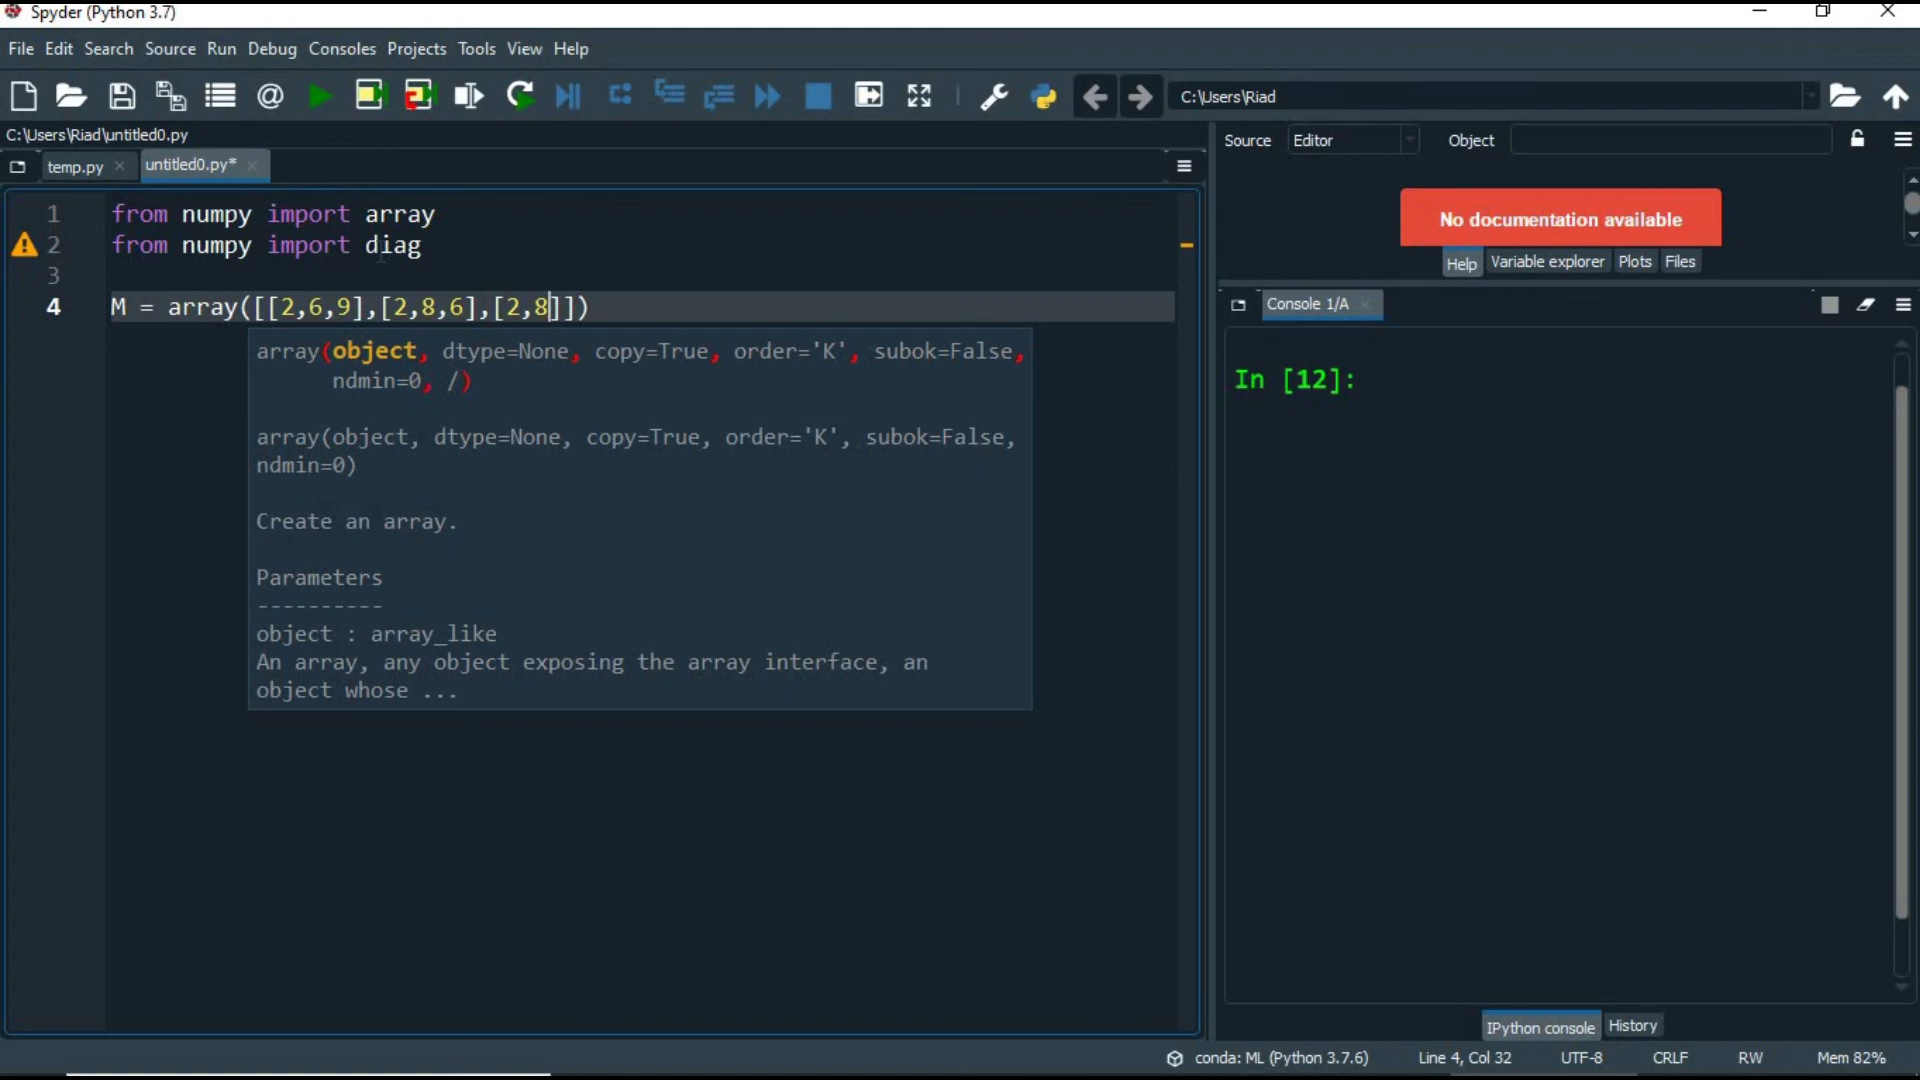 Spyder (Python 3.7)
File Edit Search Source Run Debug Consoles Projects Tools View Help
C:\Users\Riad
C:\Users\Riad\untitled0.py
temp.py
untitled0.py*
1 from numpy import array
2 from numpy import diag
3
4 M = array([[2,6,9],[2,8,6],[2,8]])
array(object, dtype=None, copy=True, order='K', subok=False,
ndmin=0, /)
array(object, dtype=None, copy=True, order='K', subok=False,
ndmin=0)
Create an array.
Parameters
----------
object : array_like
An array, any object exposing the array interface, an
object whose ...
Source Editor Object
No documentation available
Help Variable explorer Plots Files
Console 1/A
In [12]:
IPython console History
conda: ML (Python 3.7.6) Line 4, Col 32 UTF-8 CRLF RW Mem 82%